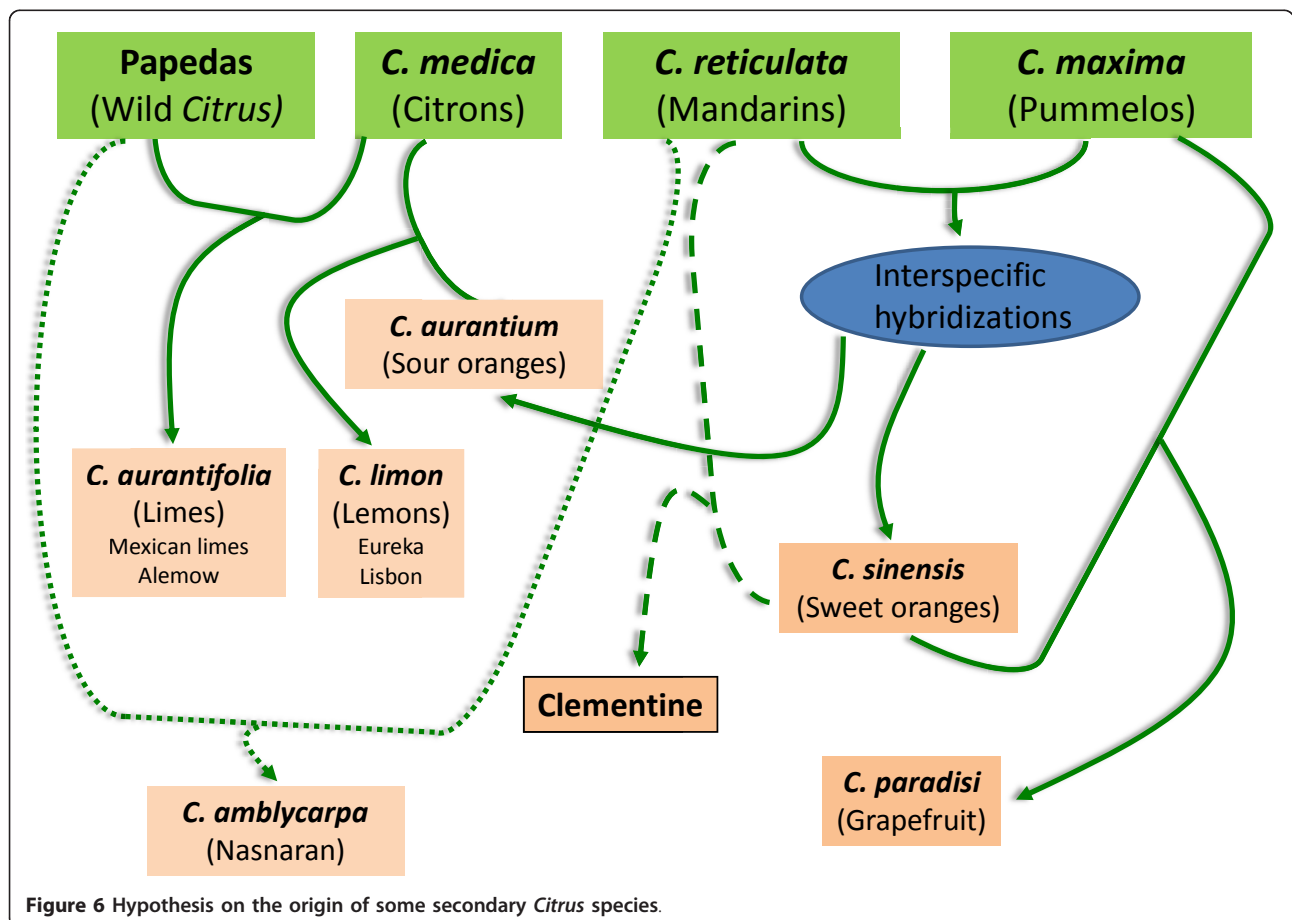 Papedas
(Wild Citrus)
C. medica
(Citrons)
C. reticulata
(Mandarins)
C. maxima
(Pummelos)
Interspecific
hybridizations
C. aurantium
(Sour oranges)
C. aurantifolia
(Limes)
Mexican limes
Alemow
C. limon
(Lemons)
Eureka
Lisbon
C. sinensis
(Sweet oranges)
Clementine
C. amblycarpa
(Nasnaran)
C. paradisi
(Grapefruit)
Figure 6 Hypothesis on the origin of some secondary Citrus species.